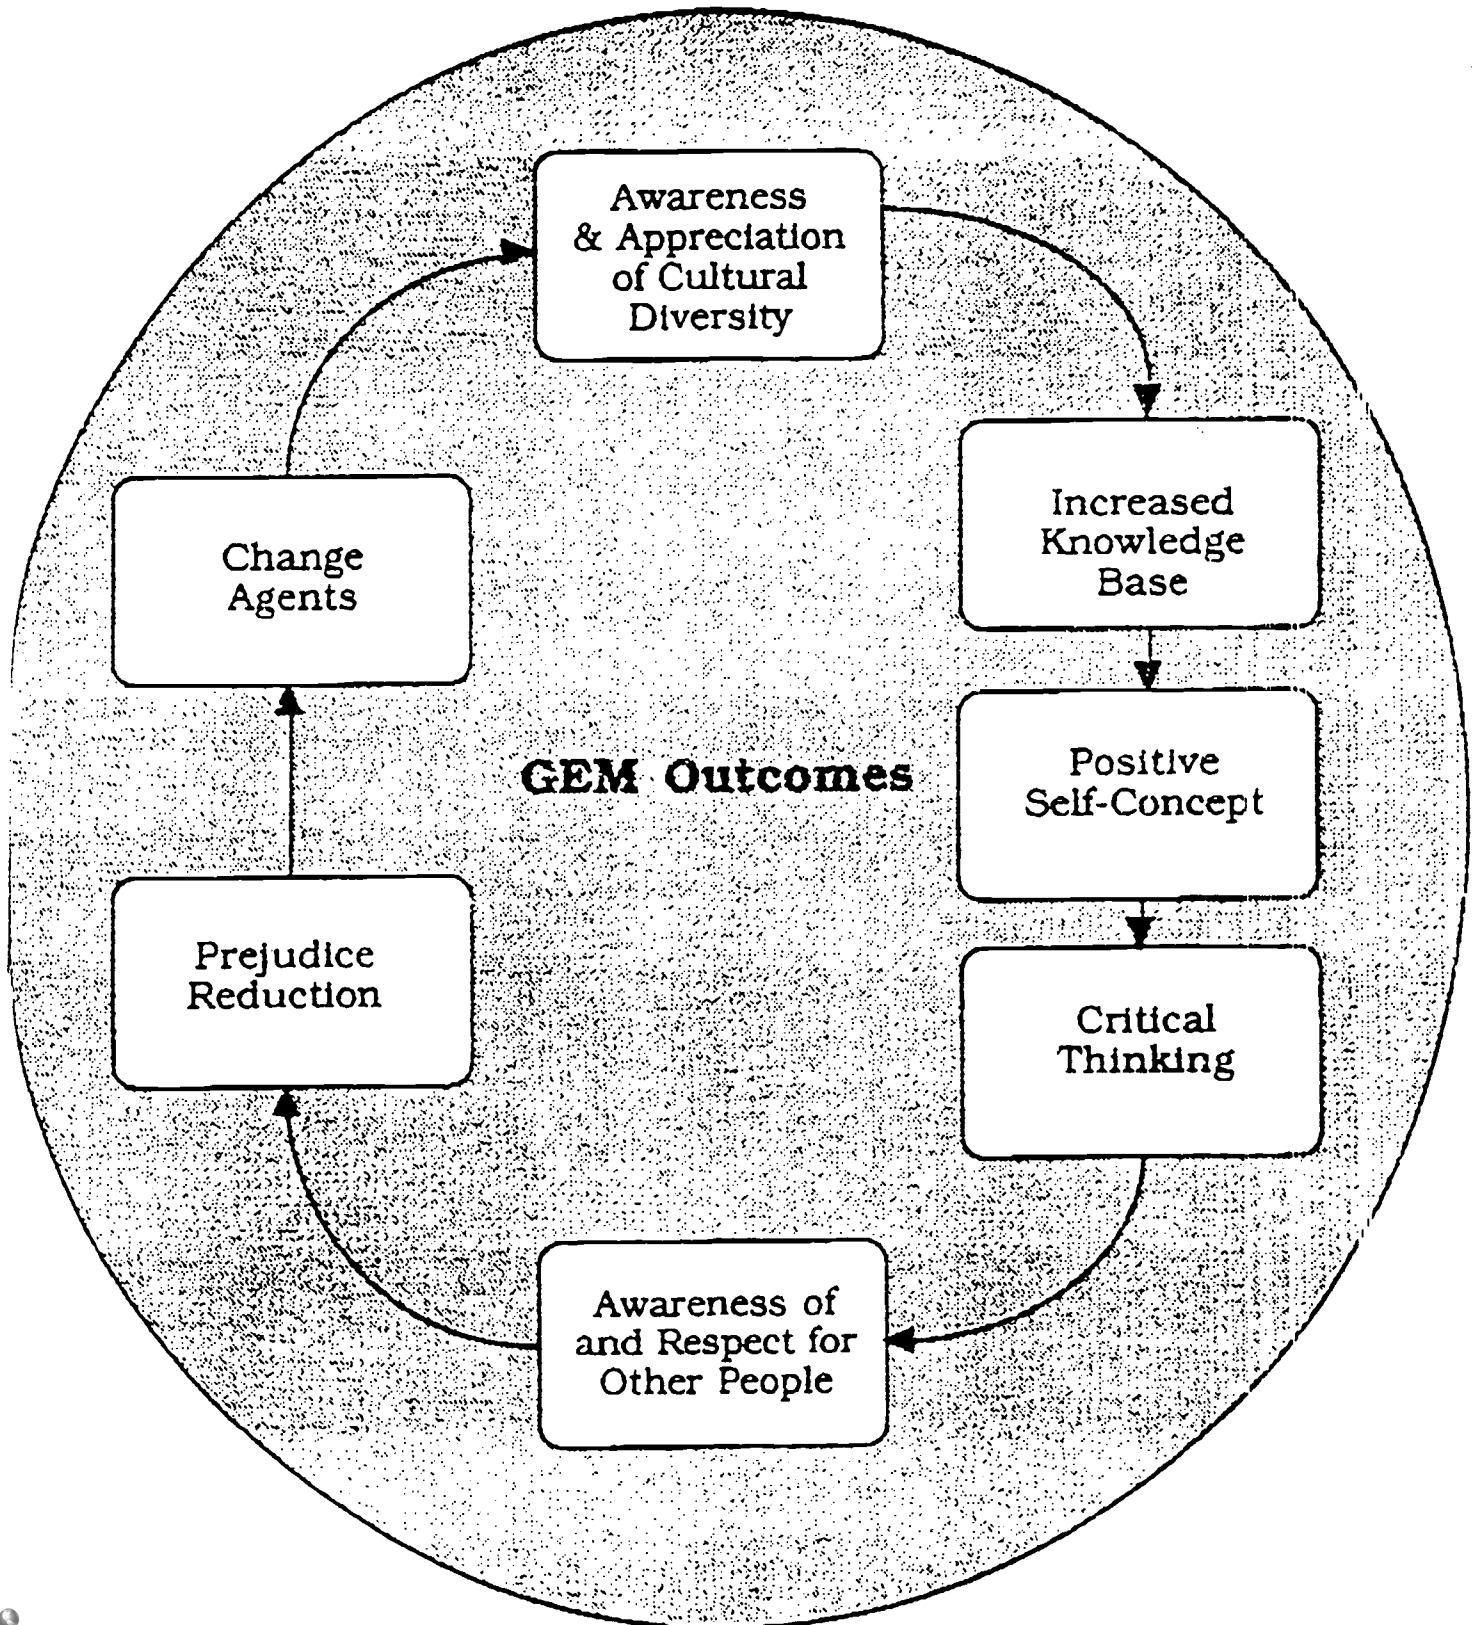 Awareness
& Appreciation
of Cultural
Diversity
Increased
Knowledge
Base
Positive
Self-Concept
Critical
Thinking
Awareness of
and Respect for
Other People
Prejudice
Reduction
Change
Agents
GEM Outcomes